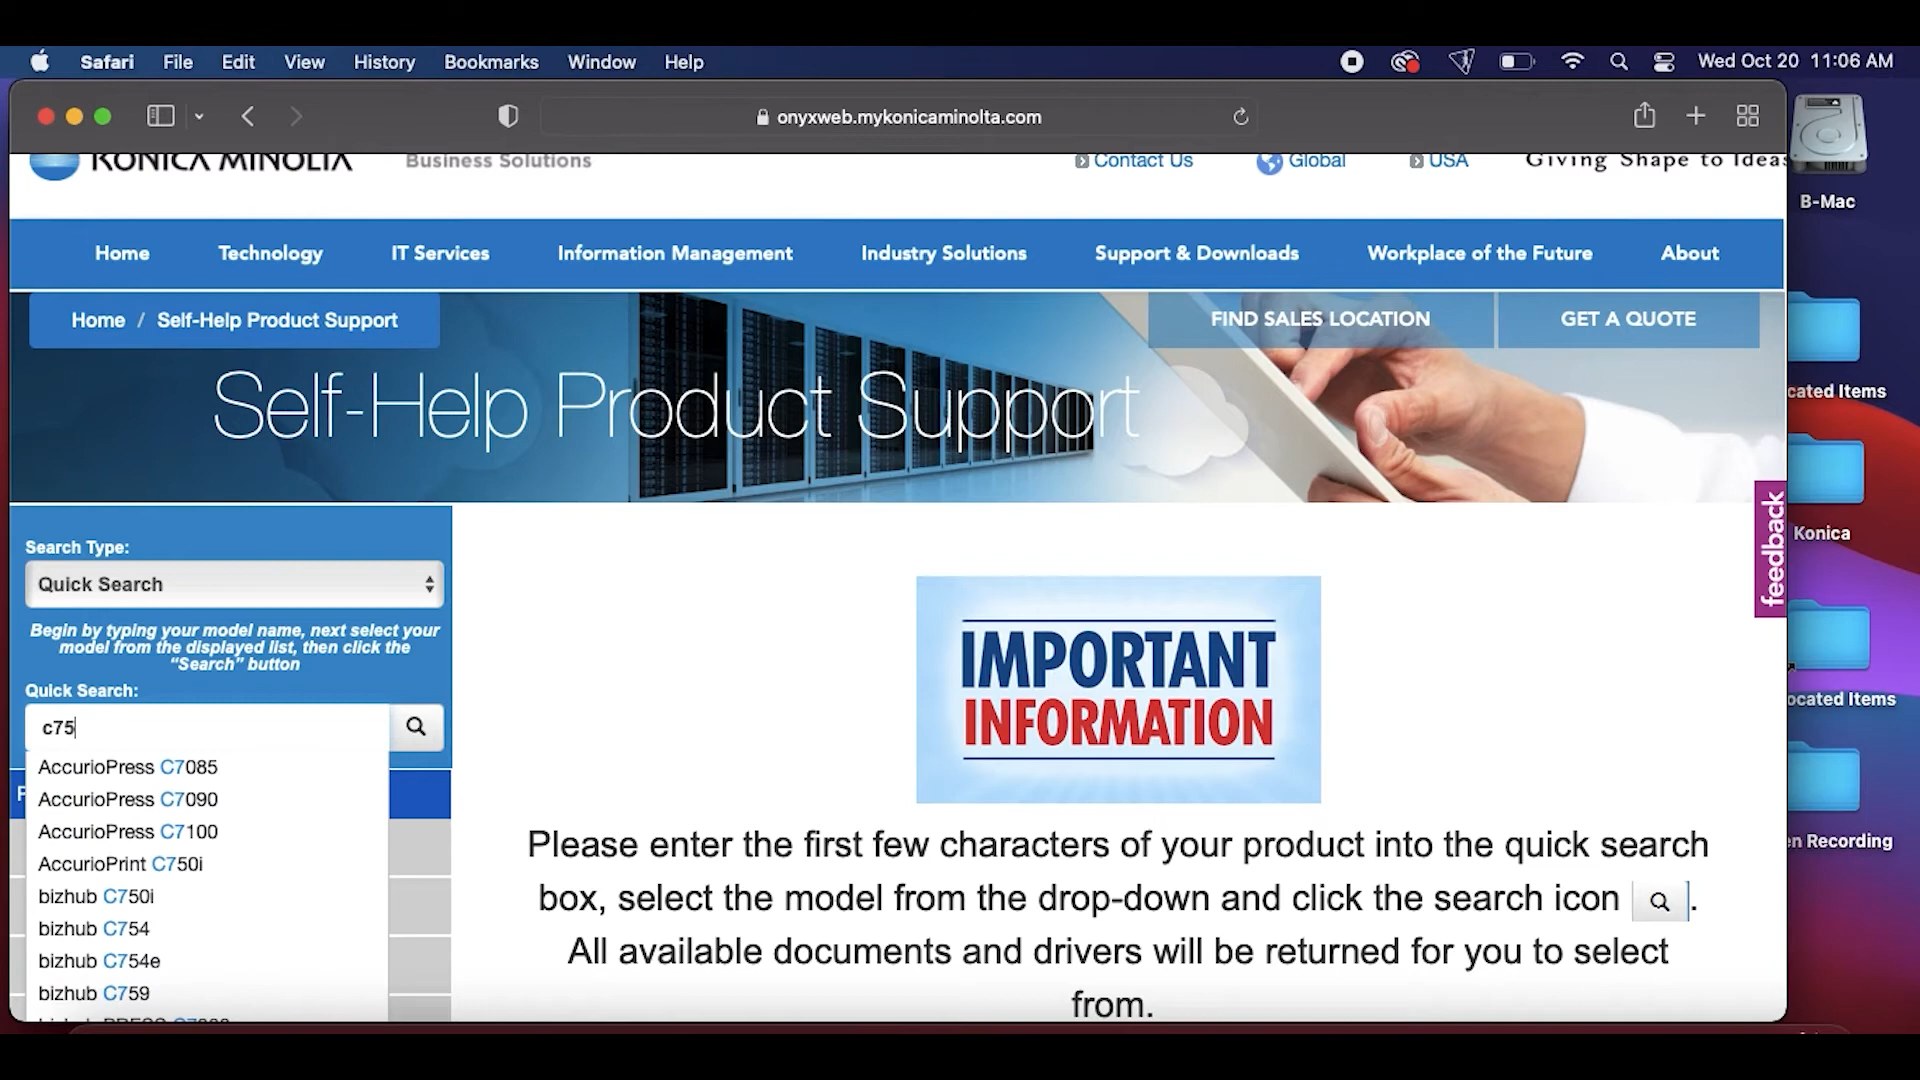 Safari File Edit View History Bookmarks Window Help Wed Oct 20 11:06 AM
onyxweb.mykonicaminolta.com
KONICA MINOLTA Business Solutions Contact Us Global USA Giving Shape to Ideas
B-Mac
Home Technology IT Services Information Management Industry Solutions Support & Downloads Workplace of the Future About
Home / Self-Help Product Support FIND SALES LOCATION GET A QUOTE
cated Items
Self-Help Product Support
feedback
Konica
Search Type:
Quick Search
Begin by typing your model name, next select your
model from the displayed list, then click the
"Search" button
Quick Search:
c75
AccurioPress C7085
AccurioPress C7090
AccurioPress C7100
AccurioPrint C750i
bizhub C750i
bizhub C754
bizhub C754e
bizhub C759
IMPORTANT
INFORMATION
Please enter the first few characters of your product into the quick search
box, select the model from the drop-down and click the search icon .
All available documents and drivers will be returned for you to select
from.
ocated Items
n Recording